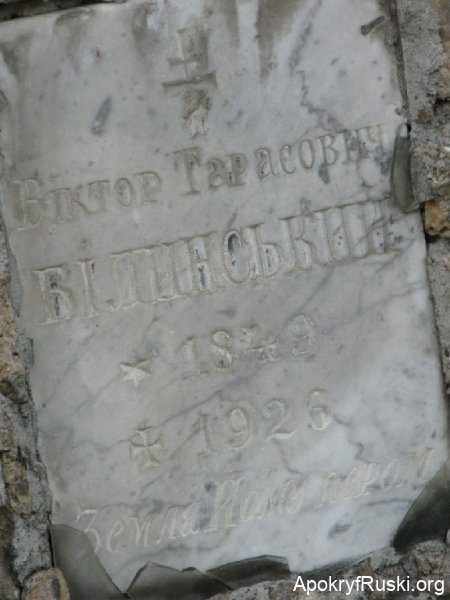 Віктор Тарасович
БІЛИНСЬКИЙ
1849
1926
Земля Йому пером
ApokryfRuski.org